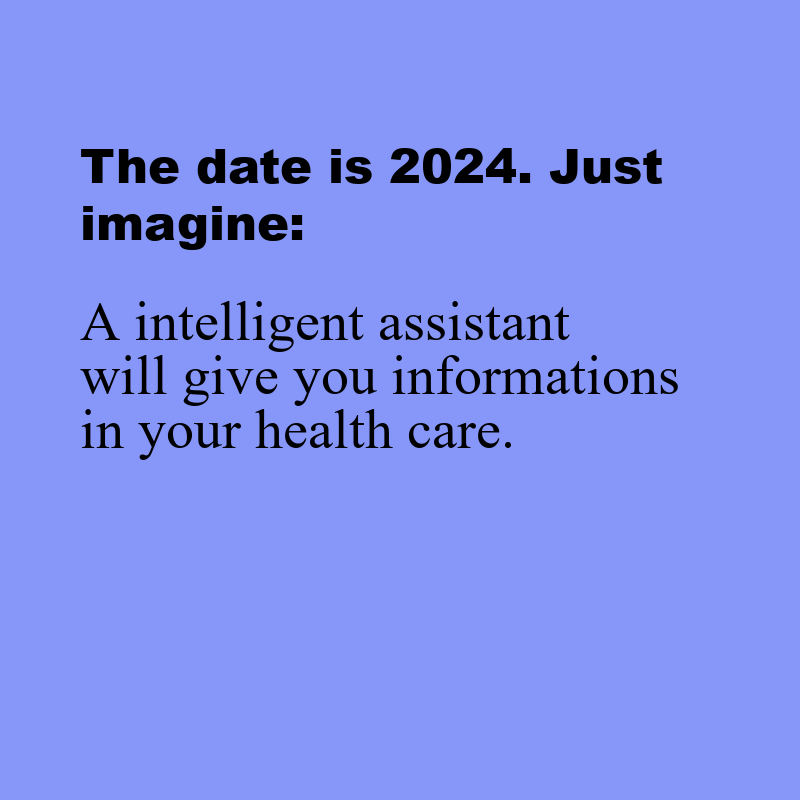 The date is 2024. Just
imagine:
A intelligent assistant
will give you informations
in your health care.